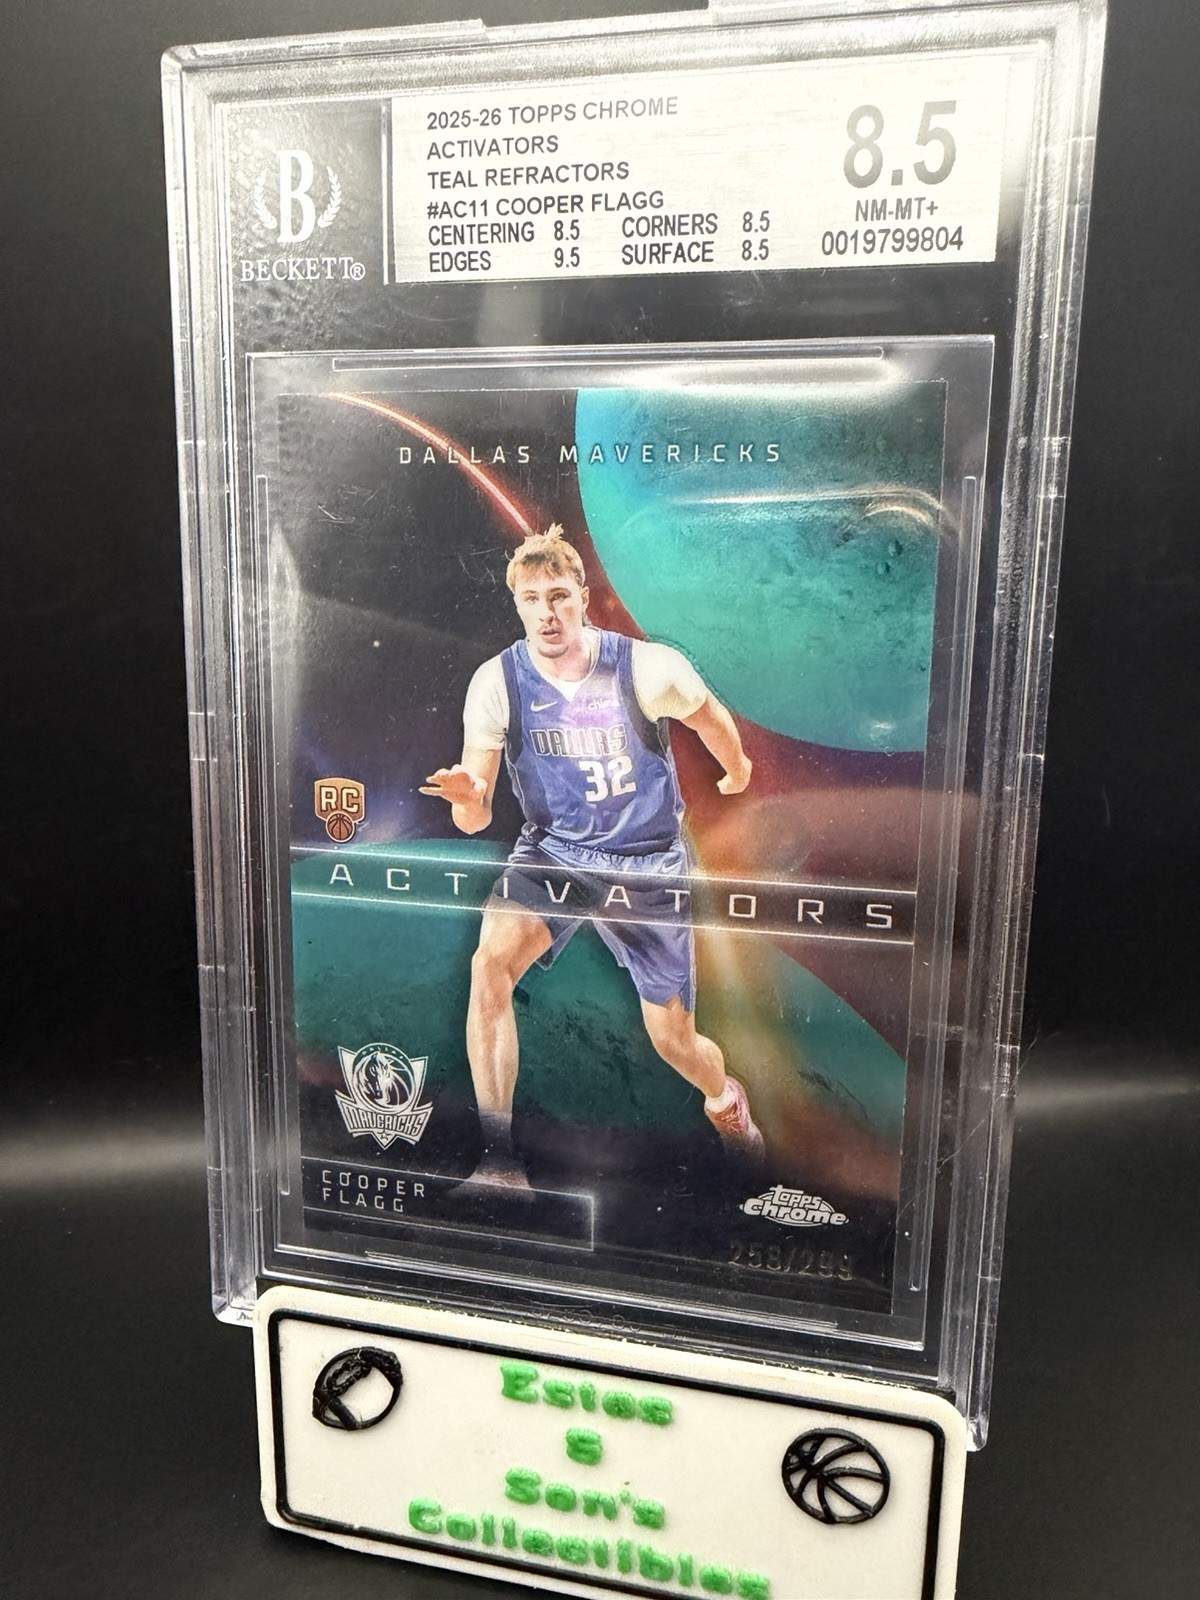 2025-26 TOPPS CHROME
ACTIVATORS
TEAL REFRACTORS
#AC11 COOPER FLAGG
CENTERING 8.5 CORNERS 8.5
EDGES 9.5 SURFACE 8.5
8.5
NM-MT+
0019799804
B
BECKETT®
DALLAS MAVERICKS
chime
DALLAS
32
RC
ACTIVATORS
DALLAS
MAVERICKS
COOPER
FLAGG
topps
Chrome
258/299
Estes
&
Son's
Collectibles